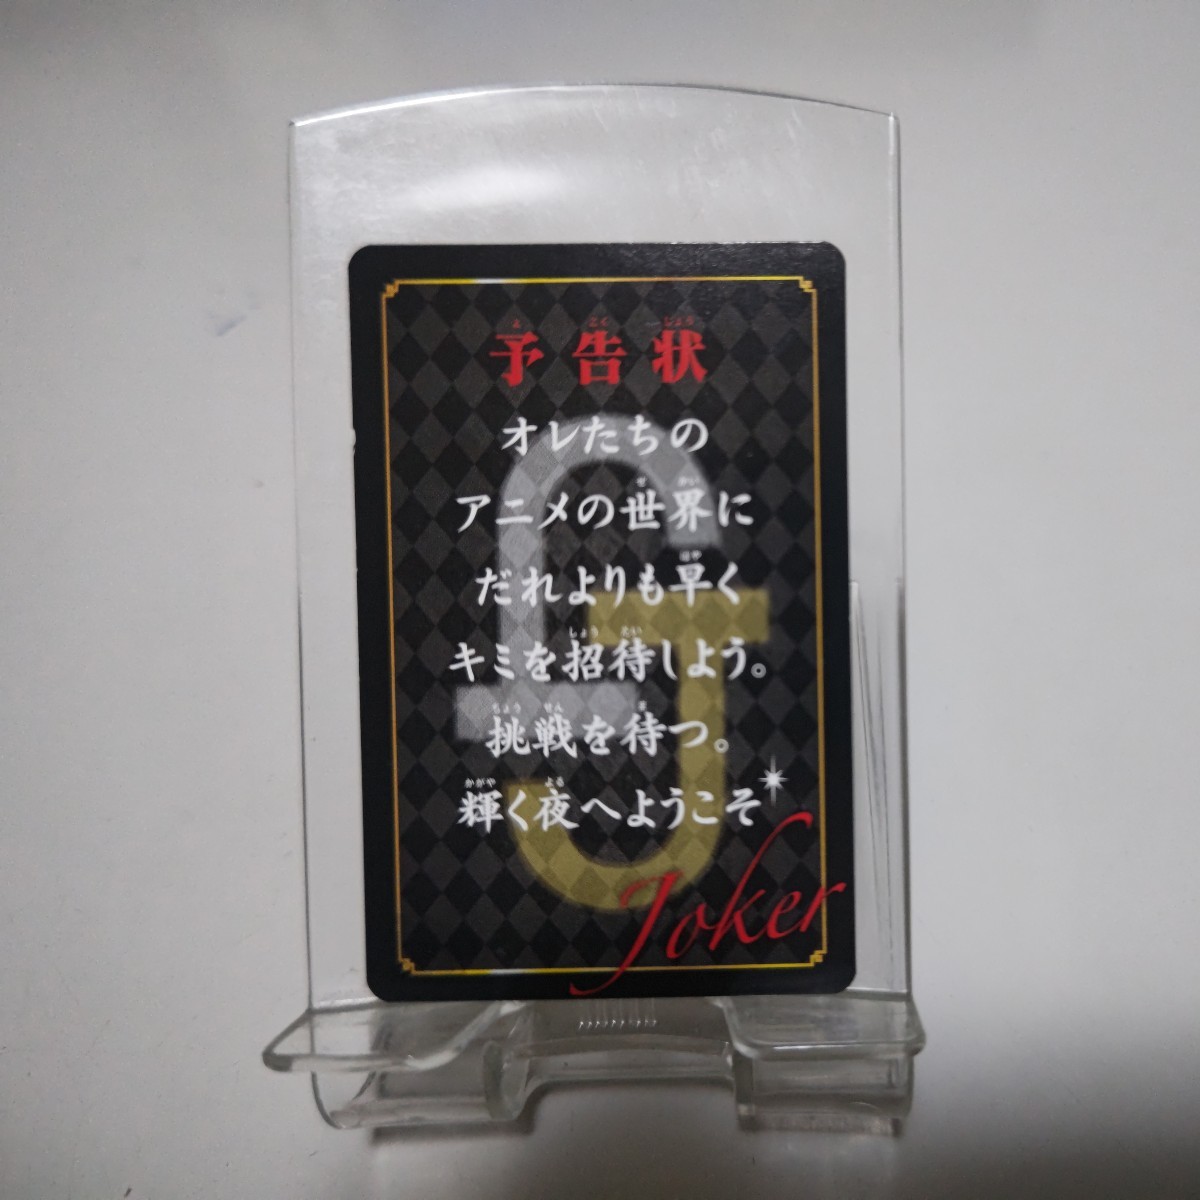 予告状
オレたちの
アニメの世界に
だれよりも早く
キミを招待しよう。
挑戦を待つ。
輝く夜へようこそ
Joker